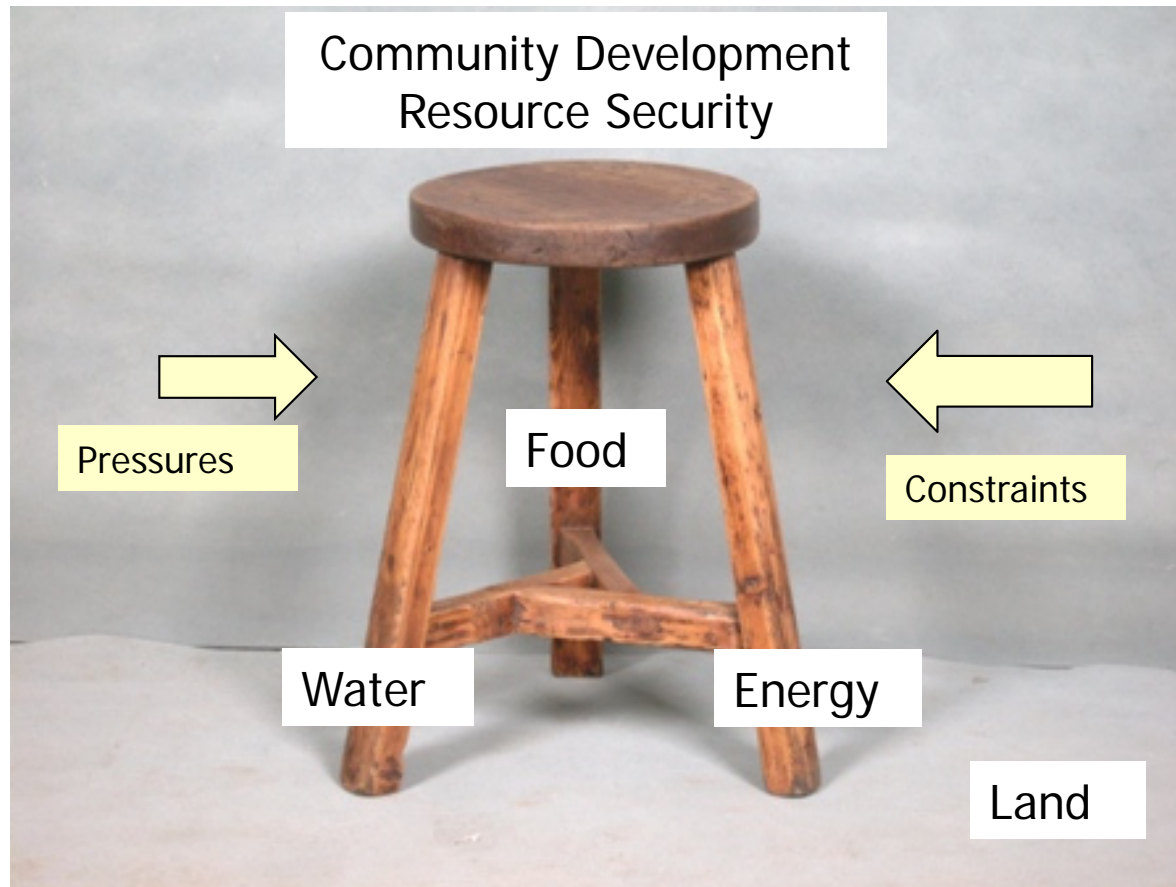 Community Development
Resource Security
Pressures
Food
Constraints
Water
Energy
Land